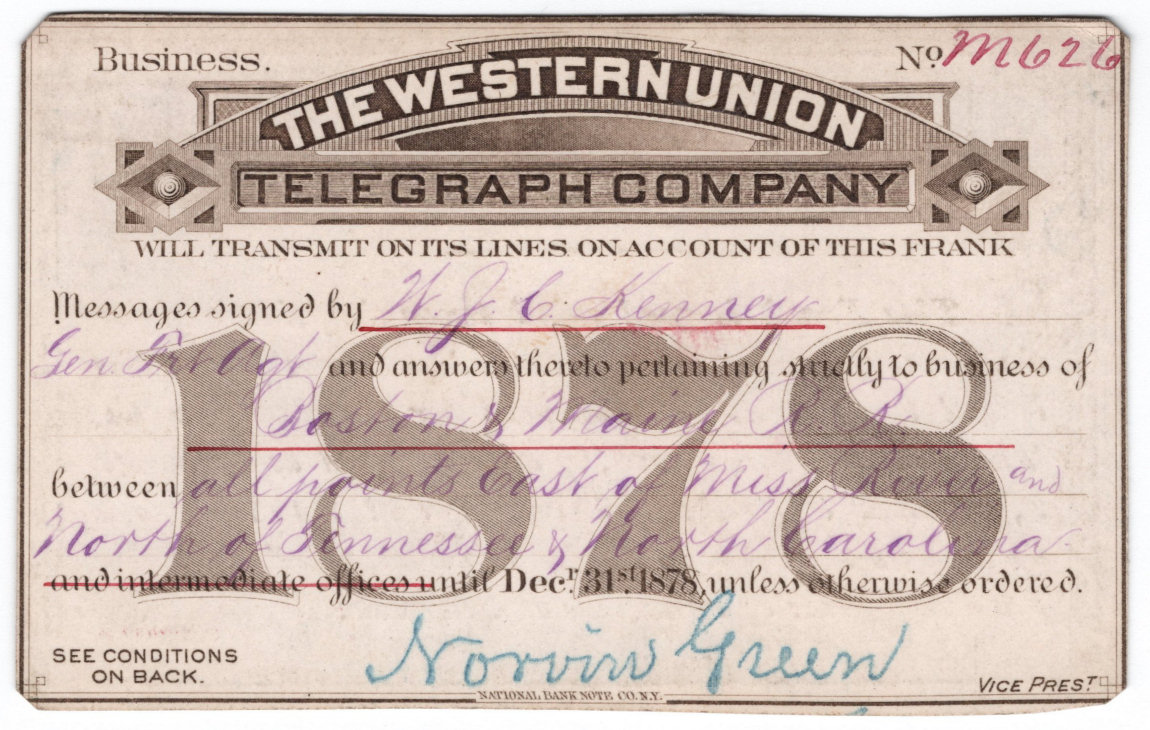 Business. No. M626
THE WESTERN UNION
TELEGRAPH COMPANY
WILL TRANSMIT ON ITS LINES ON ACCOUNT OF THIS FRANK
Messages signed by W. J. C. Kenney
Gen. Frt Agt and answers thereto pertaining strictly to business of
Boston & Maine R. R.
1878
between all points East of Miss River and
North of Tennessee & North Carolina
and intermediate offices until Decr. 31st. 1878, unless otherwise ordered.
Norvin Green
SEE CONDITIONS
ON BACK.
VICE PREST.
NATIONAL BANK NOTE CO. N.Y.